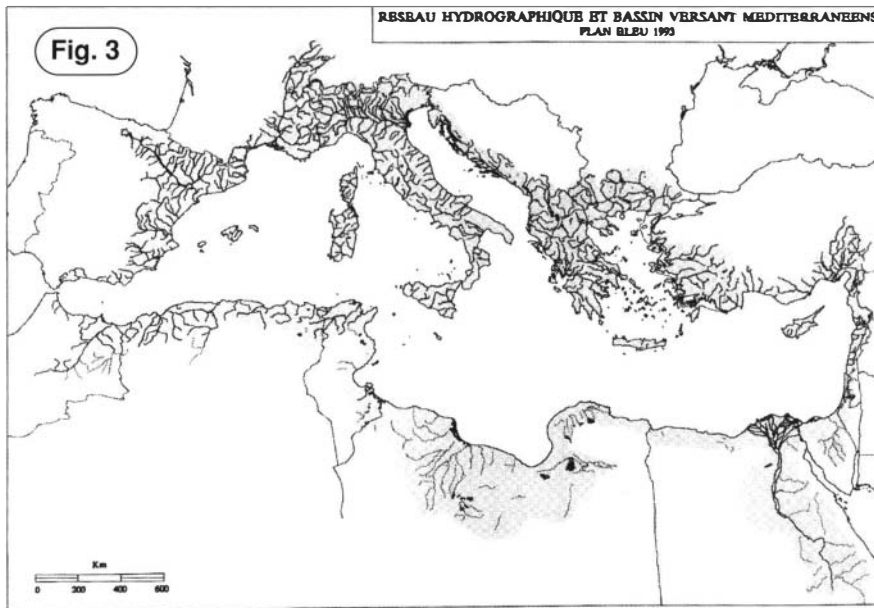 RESEAU HYDROGRAPHIQUE ET BASSIN VERSANT MEDITERRANEENS
PLAN BLEU 1993
Fig. 3
Km
0 200 400 600